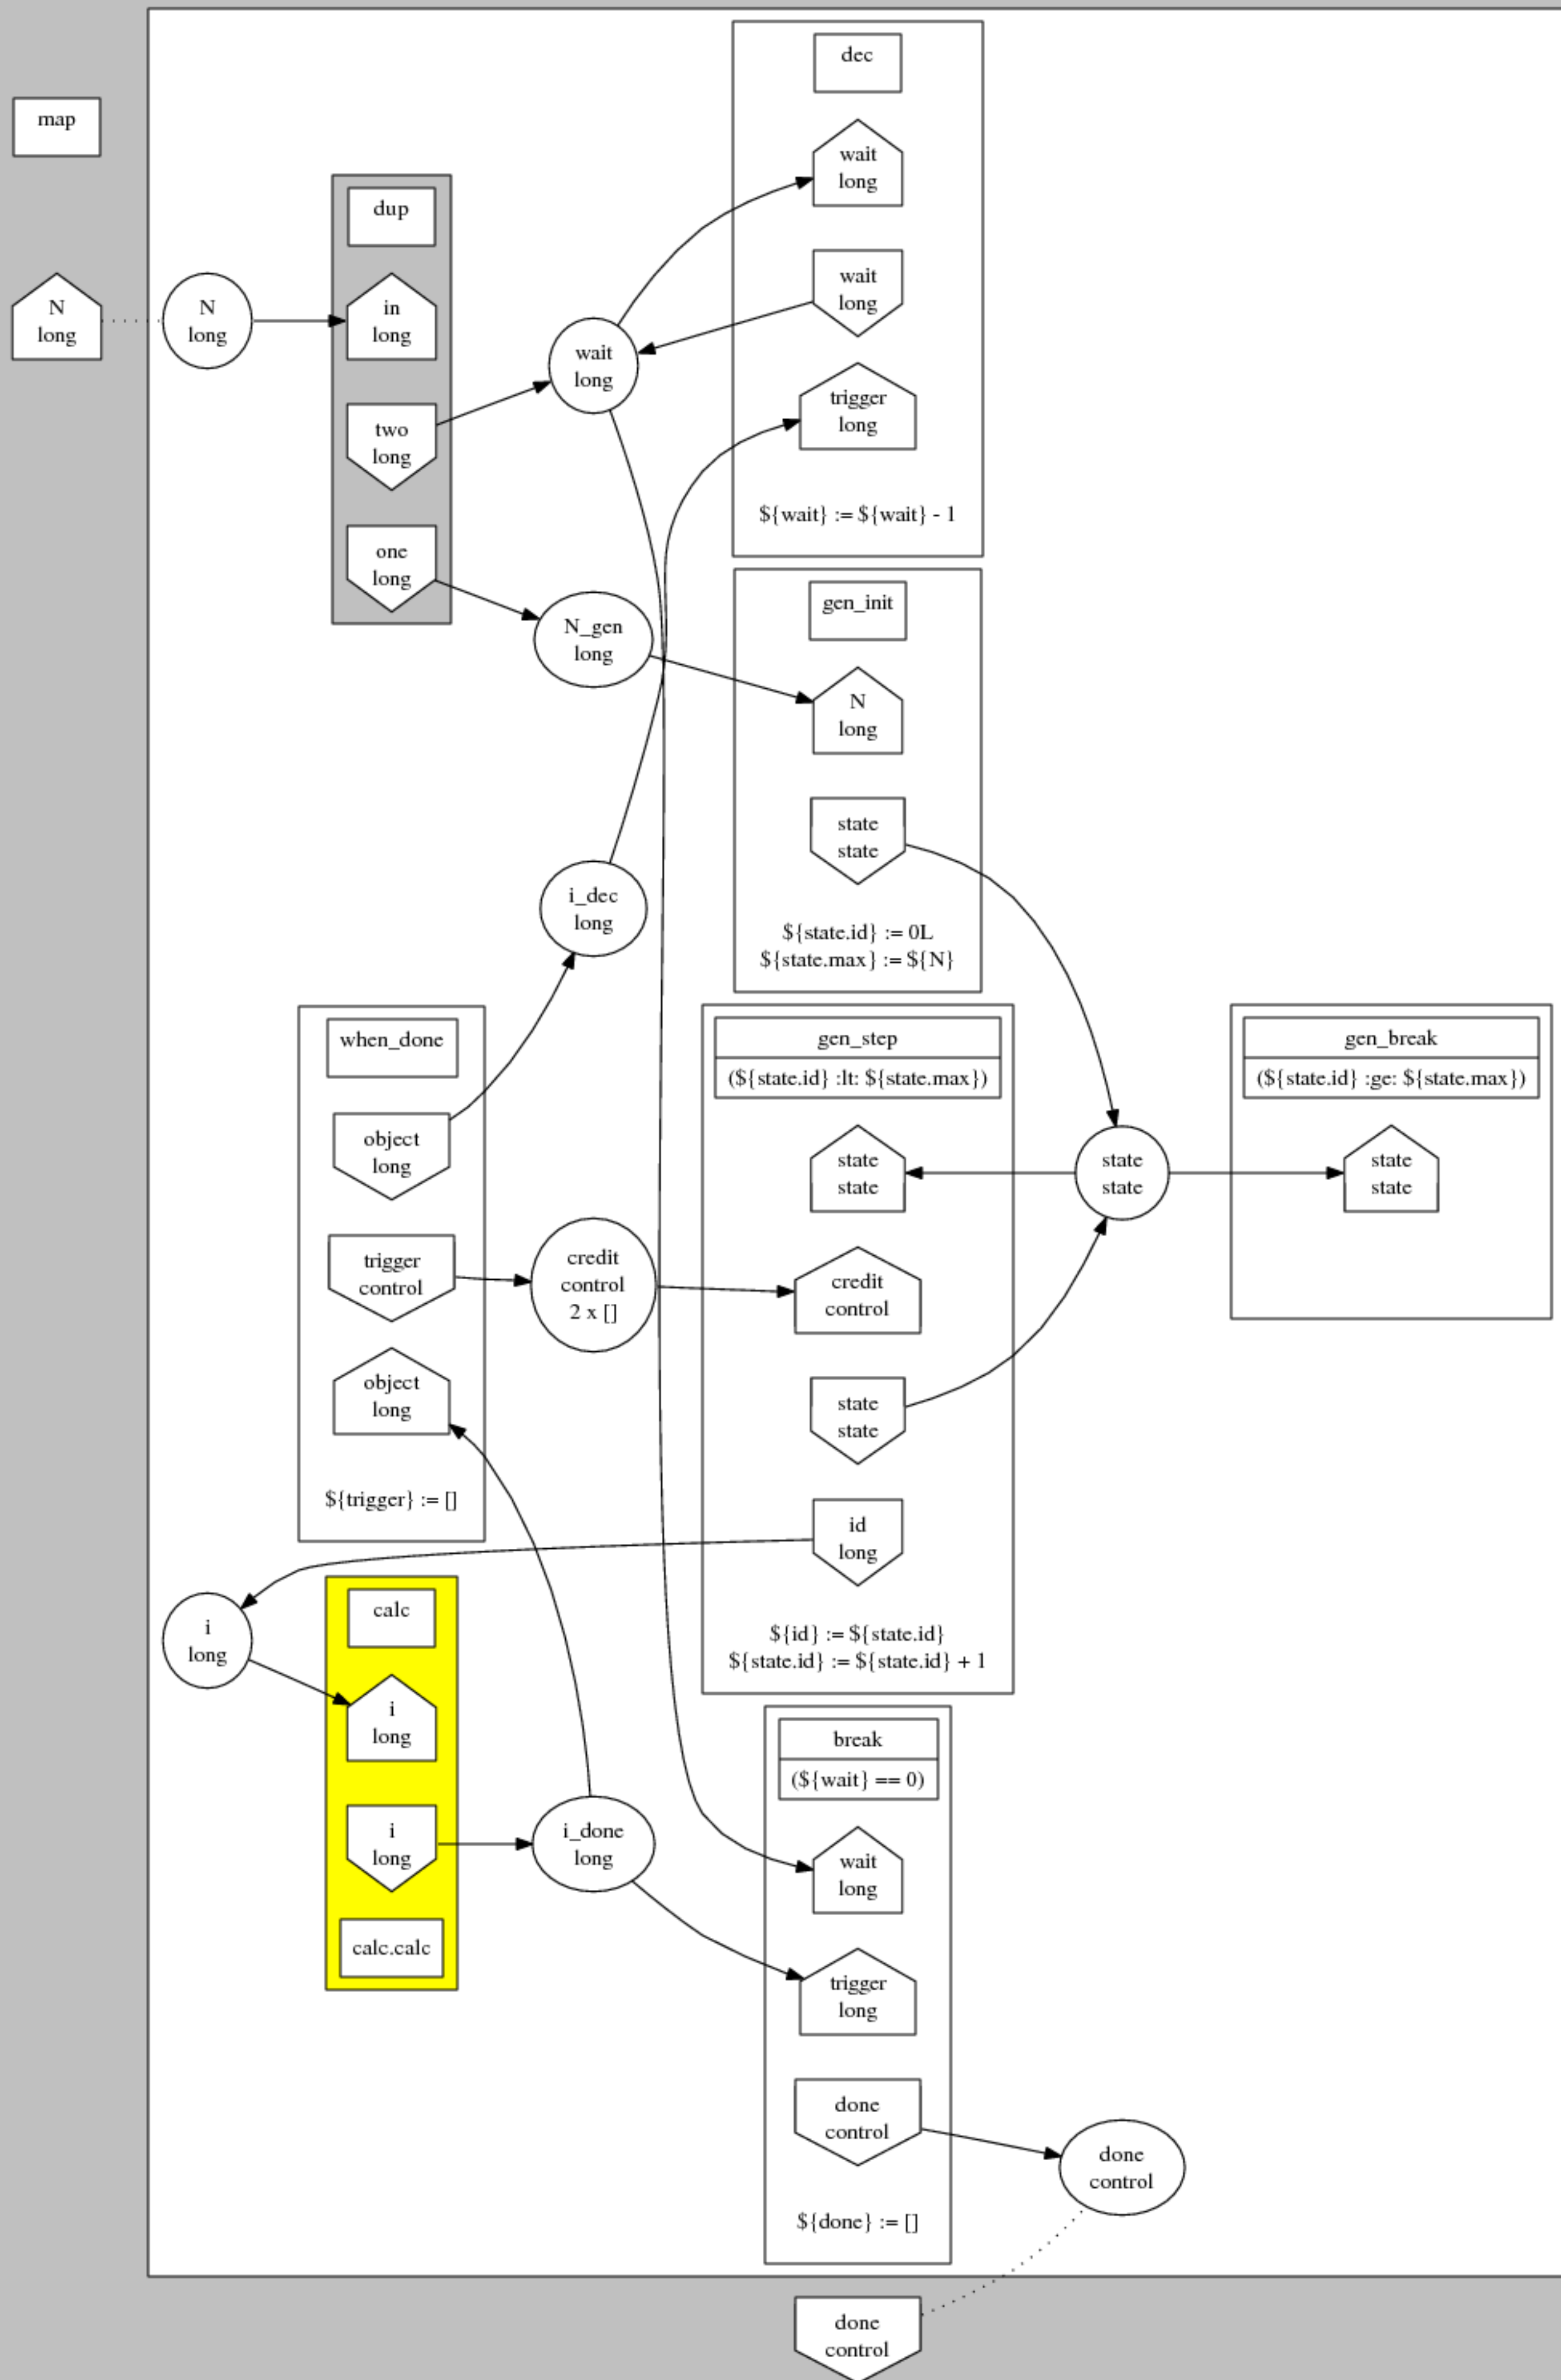 map
N
long
N
long
dup
in
long
two
long
one
long
wait
long
N_gen
long
i_dec
long
dec
wait
long
wait
long
trigger
long
${wait} := ${wait} - 1
gen_init
N
long
state
state
${state.id} := 0L
${state.max} := ${N}
when_done
object
long
trigger
control
object
long
${trigger} := []
credit
control
2 x []
gen_step
(${state.id} :lt: ${state.max})
state
state
credit
control
state
state
id
long
${id} := ${state.id}
${state.id} := ${state.id} + 1
state
state
gen_break
(${state.id} :ge: ${state.max})
state
state
i
long
calc
i
long
i
long
calc.calc
i_done
long
break
(${wait} == 0)
wait
long
trigger
long
done
control
${done} := []
done
control
done
control